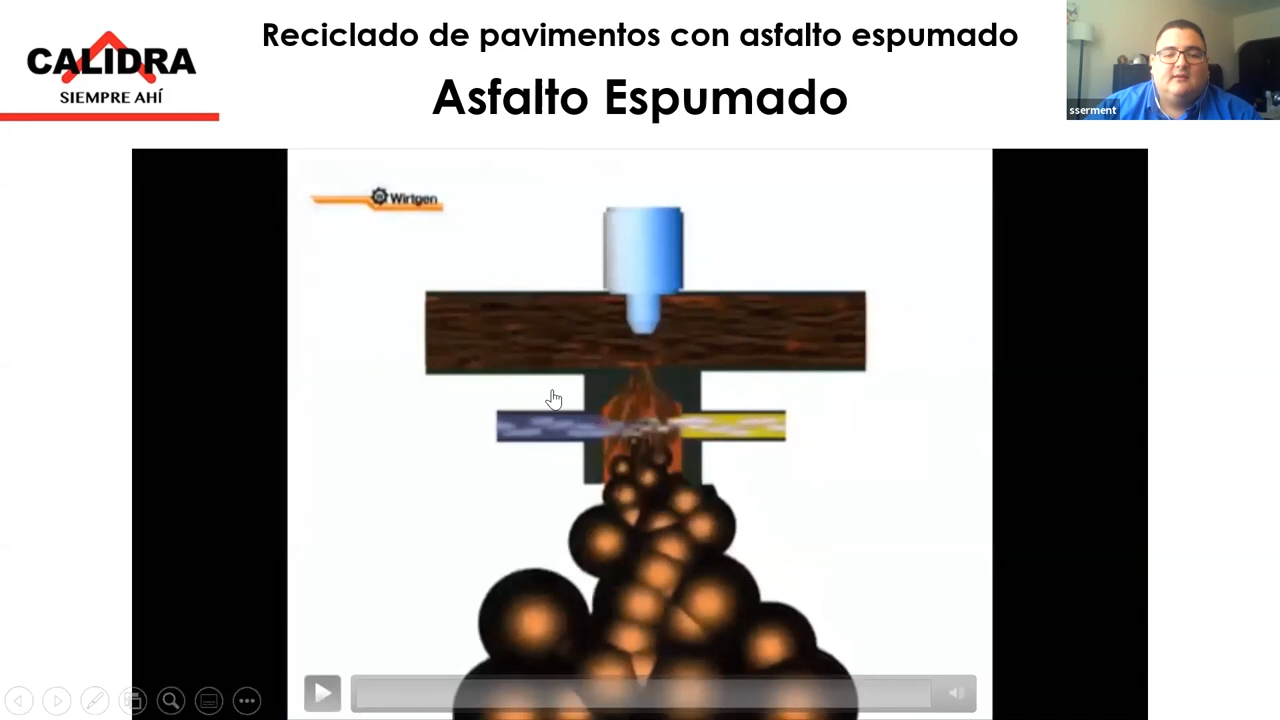 CALIDRA
SIEMPRE AHÍ
Reciclado de pavimentos con asfalto espumado
Asfalto Espumado
sserment
Wirtgen